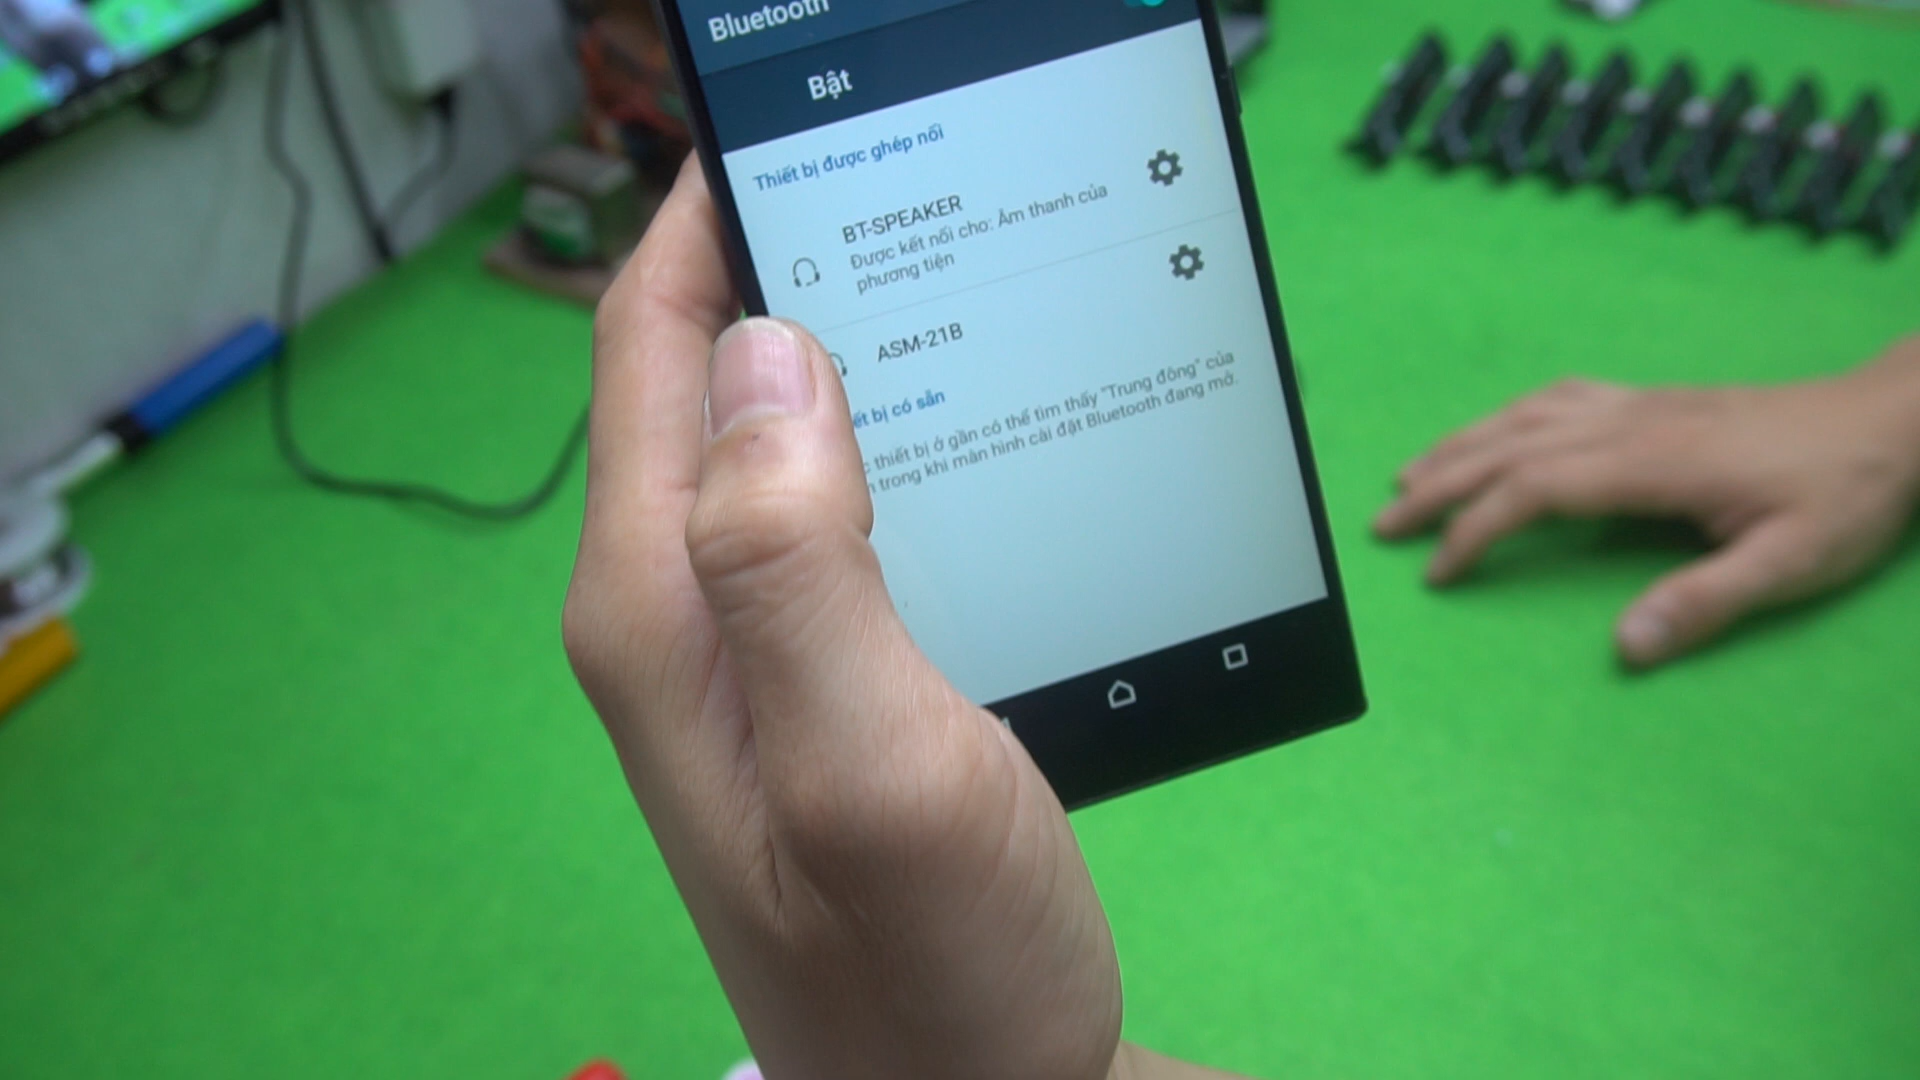 Bluetooth
Bật
Thiết bị được ghép nối
BT-SPEAKER
Được kết nối cho: Âm thanh của
phương tiện
ASM-21B
bị có sẵn
thiết bị ở gần có thể tìm thấy "Trung đông" của
trong khi màn hình cài đặt Bluetooth đang mở.